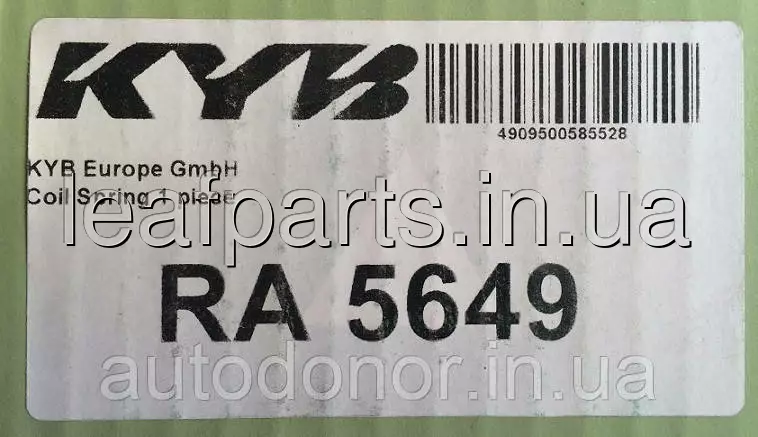 KYB
4909500585528
KYB Europe GmbH
Coil Spring 1 piece
leafparts.in.ua
RA 5649
autodonor.in.ua